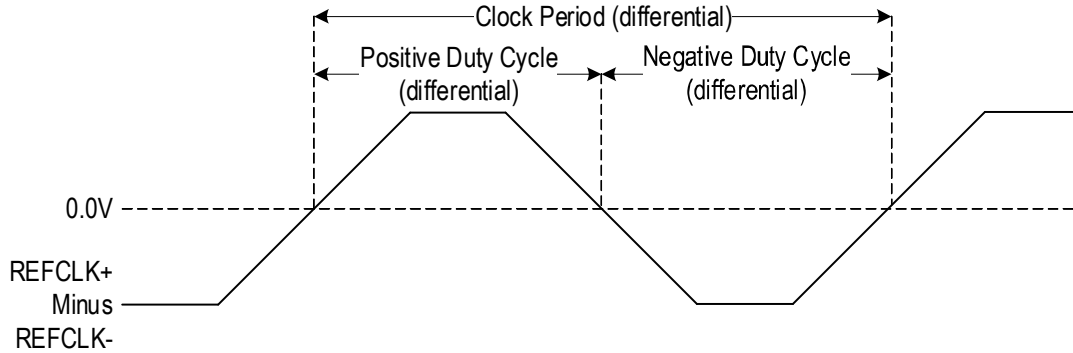 Clock Period (differential)
Positive Duty Cycle
(differential)
Negative Duty Cycle
(differential)
0.0V
REFCLK+
Minus
REFCLK-